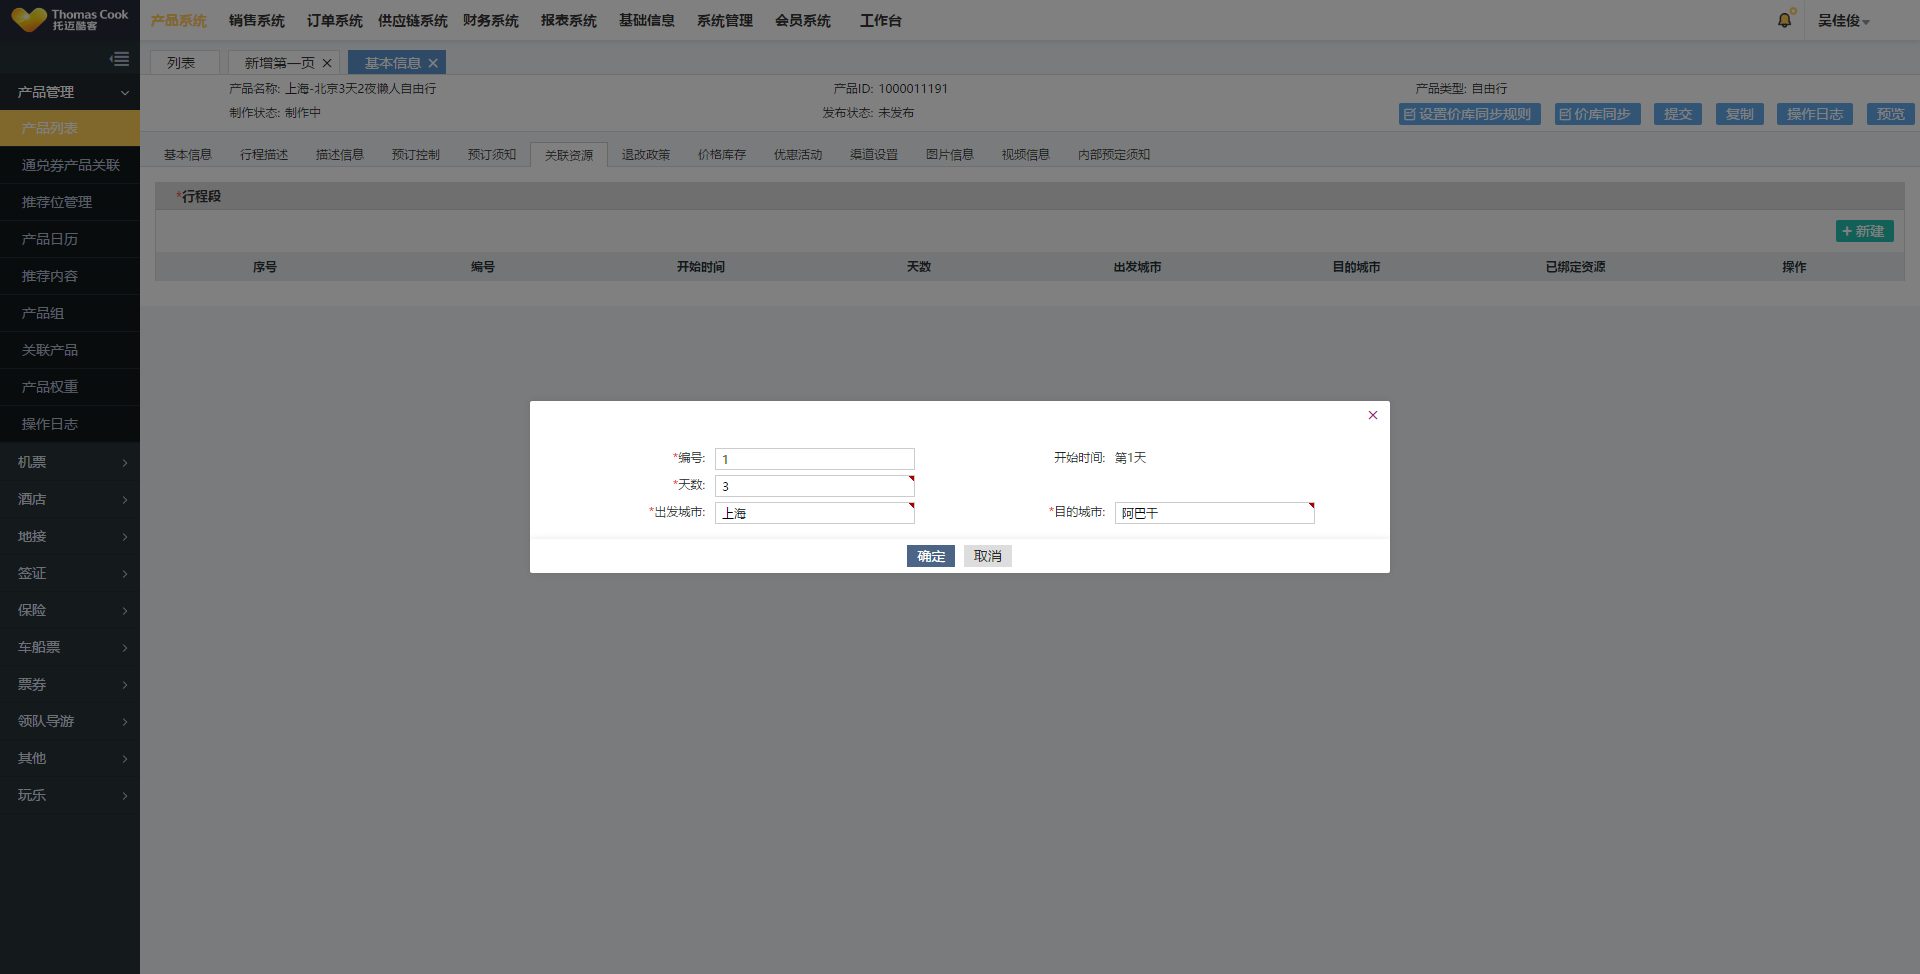 Thomas Cook
托迈酷客
产品系统 销售系统 订单系统 供应链系统 财务系统 报表系统 基础信息 系统管理 会员系统 工作台
吴佳俊
列表 新增第一页 基本信息
产品管理
产品列表
通兑券产品关联
推荐位管理
产品日历
推荐内容
产品组
关联产品
产品权重
操作日志
机票
酒店
地接
签证
保险
车船票
票券
领队导游
其他
玩乐
产品名称: 上海-北京3天2夜懒人自由行 产品ID: 1000011191 产品类型: 自由行
制作状态: 制作中 发布状态: 未发布
设置价库同步规则 价库同步 提交 复制 操作日志 预览
基本信息 行程描述 描述信息 预订控制 预订须知 关联资源 退改政策 价格库存 优惠活动 渠道设置 图片信息 视频信息 内部预定须知
*行程段
+ 新建
序号 编号 开始时间 天数 出发城市 目的城市 已绑定资源 操作
*编号: 1 开始时间: 第1天
*天数: 3
*出发城市: 上海 *目的城市: 阿巴干
确定 取消